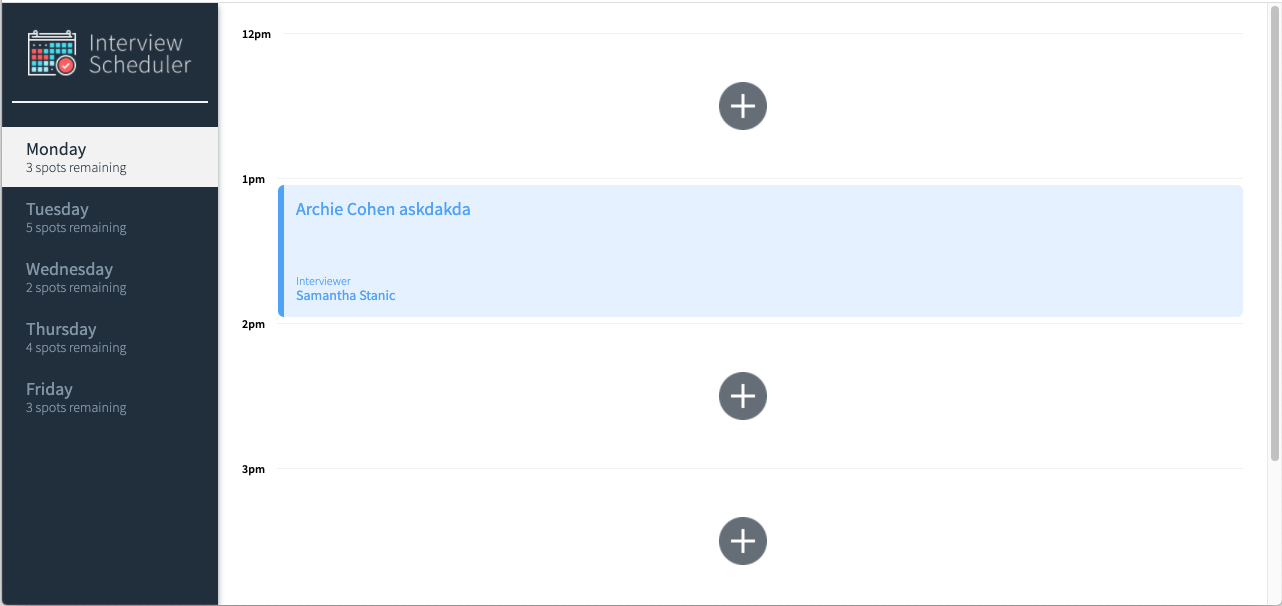 Interview
Scheduler
Monday
3 spots remaining
Tuesday
5 spots remaining
Wednesday
2 spots remaining
Thursday
4 spots remaining
Friday
3 spots remaining
12pm
1pm
Archie Cohen askdakda
Interviewer
Samantha Stanic
2pm
3pm